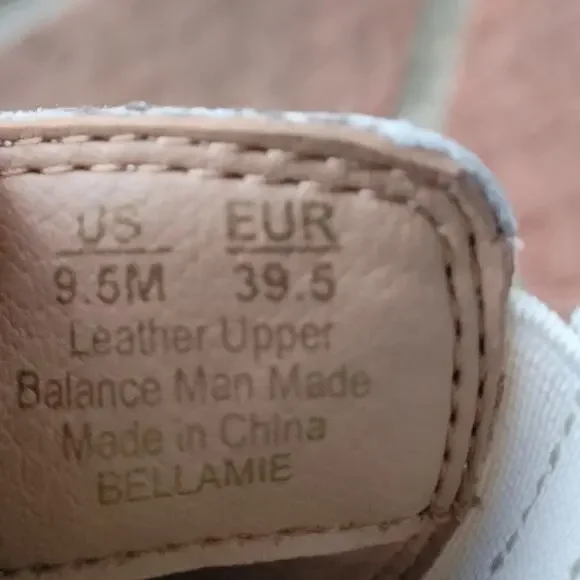 US EUR
9.5M 39.5
Leather Upper
Balance Man Made
Made in China
BELLAMIE